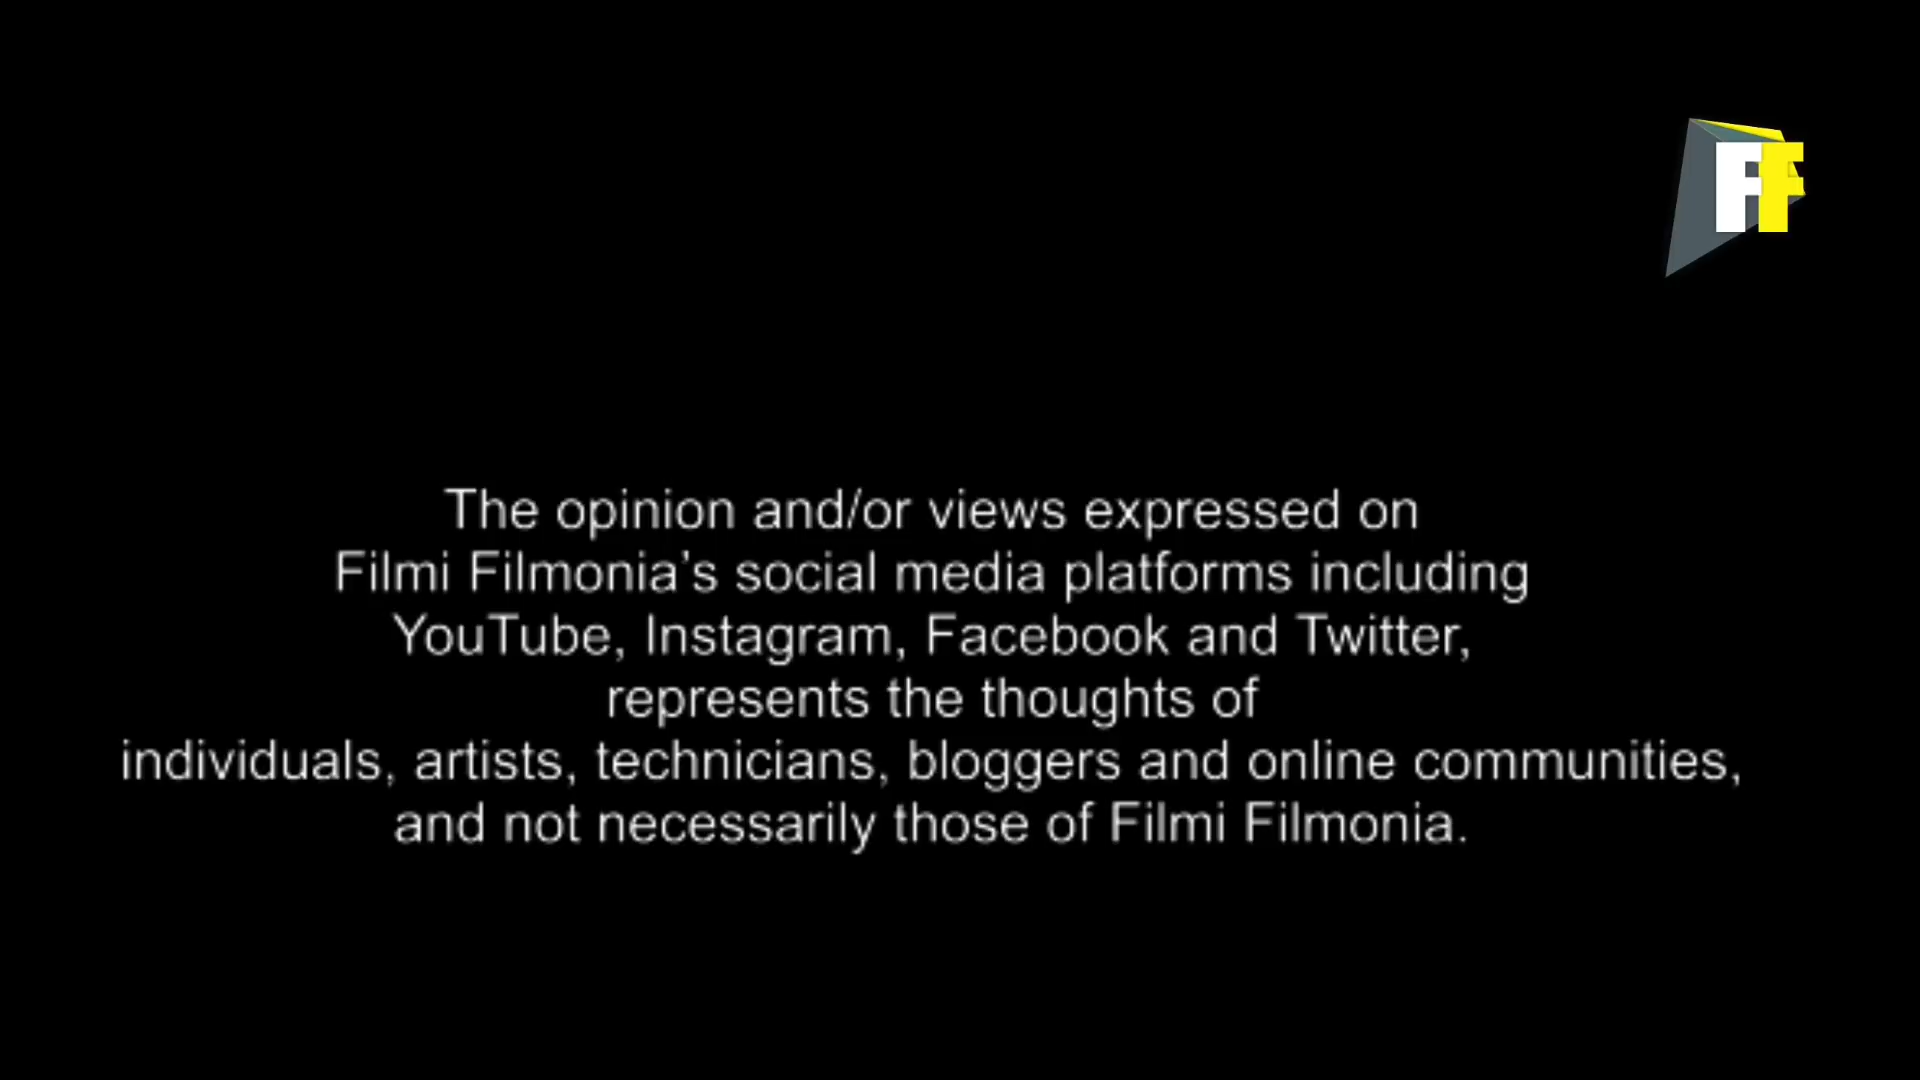 FF
The opinion and/or views expressed on
Filmi Filmonia's social media platforms including
YouTube, Instagram, Facebook and Twitter,
represents the thoughts of
individuals, artists, technicians, bloggers and online communities,
and not necessarily those of Filmi Filmonia.